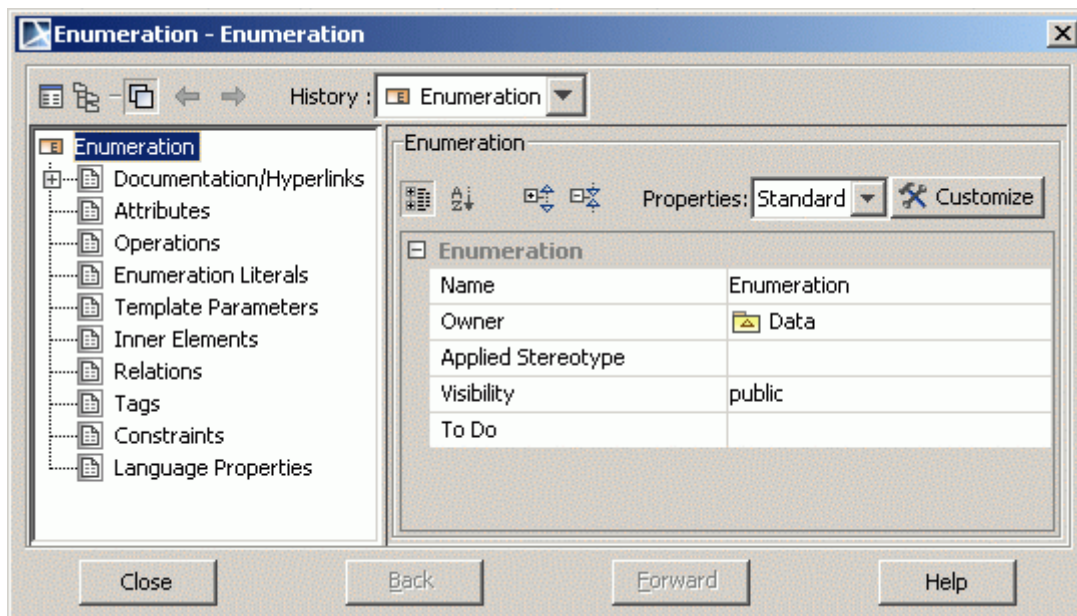 Enumeration - Enumeration
History : Enumeration
Enumeration
Documentation/Hyperlinks
Attributes
Operations
Enumeration Literals
Template Parameters
Inner Elements
Relations
Tags
Constraints
Language Properties
Enumeration
Properties: Standard Customize
Enumeration
Name Enumeration
Owner Data
Applied Stereotype
Visibility public
To Do
Close Back Forward Help